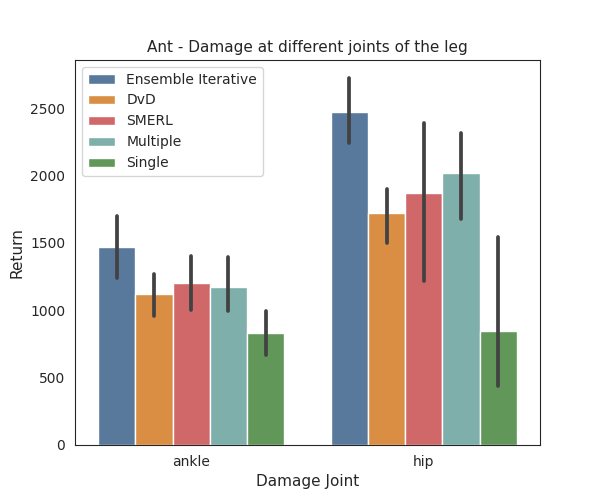 Ant - Damage at different joints of the leg
Ensemble Iterative
DvD
SMERL
Multiple
Single
2500
2000
1500
1000
500
0
Return
ankle
hip
Damage Joint